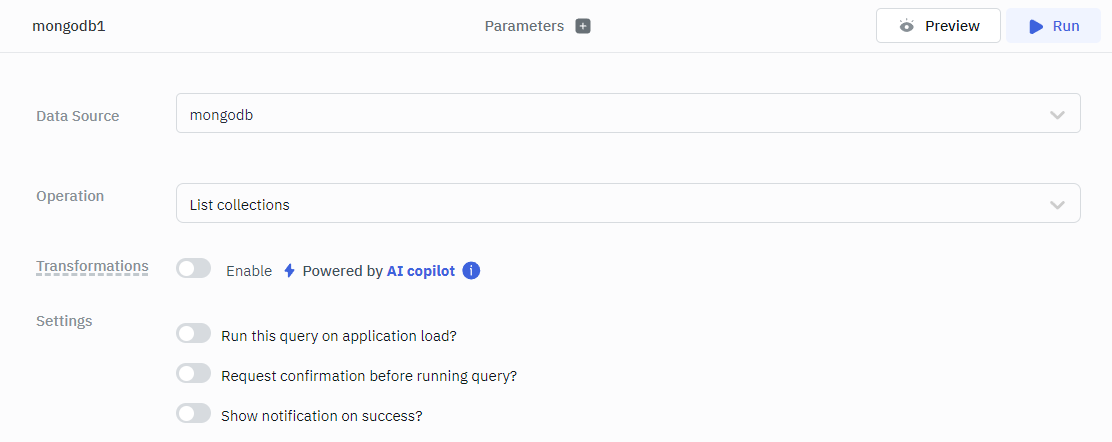 mongodb1
Parameters
Preview
Run
Data Source
mongodb
Operation
List collections
Transformations
Enable
Powered by AI copilot
Settings
Run this query on application load?
Request confirmation before running query?
Show notification on success?